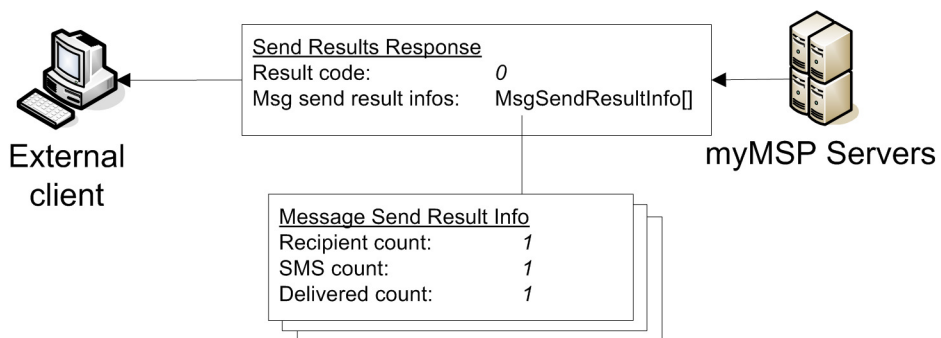 Send Results Response
Result code: 0
Msg send result infos: MsgSendResultInfo[]
External
client
myMSP Servers
Message Send Result Info
Recipient count: 1
SMS count: 1
Delivered count: 1